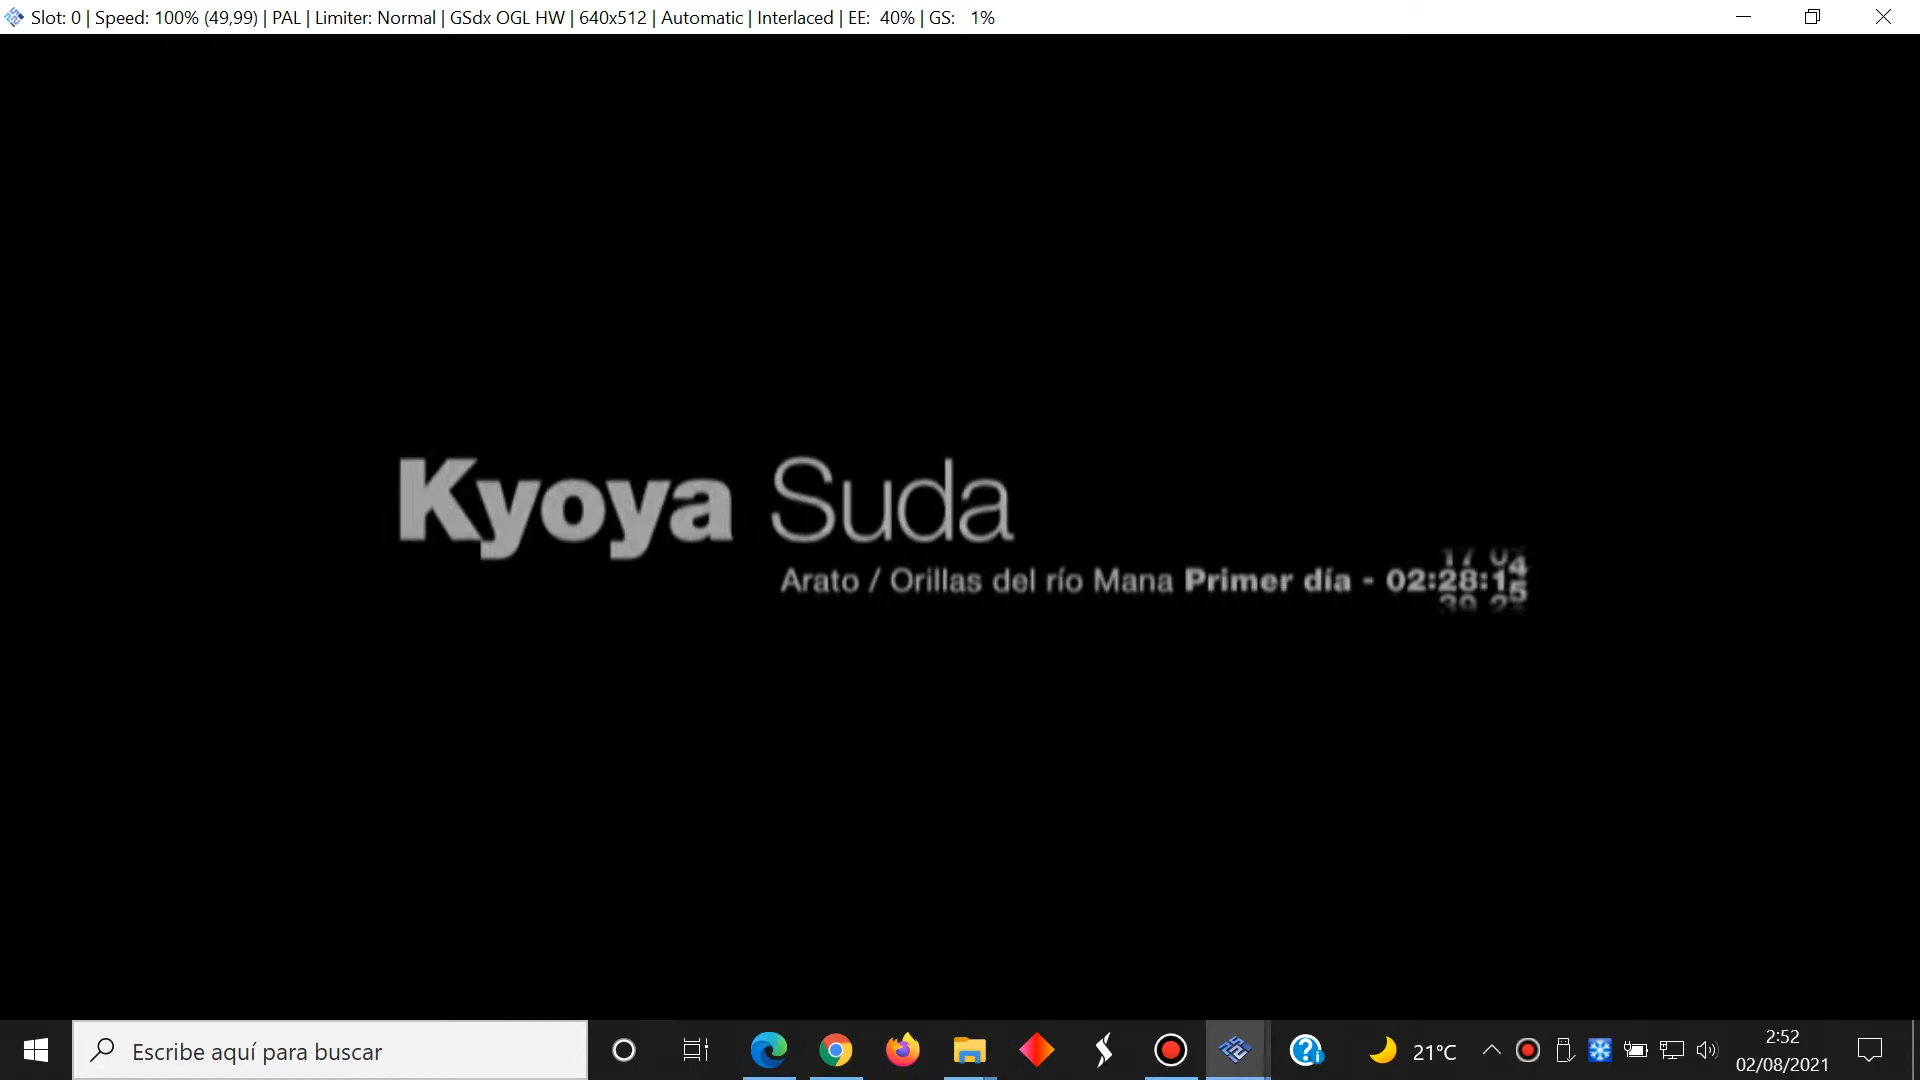 Slot: 0 | Speed: 100% (49,99) | PAL | Limiter: Normal | GSdx OGL HW | 640x512 | Automatic | Interlaced | EE: 40% | GS: 1%
Kyoya Suda
Arato / Orillas del río Mana Primer día - 02:28:1
Escribe aquí para buscar
21°C
2:52
02/08/2021